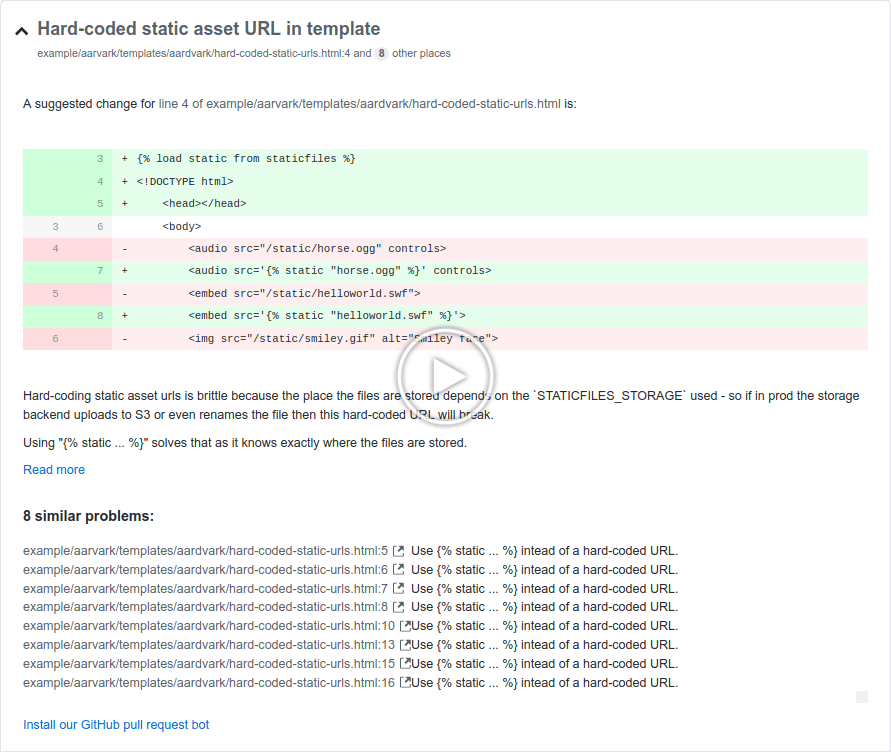 Hard-coded static asset URL in template
example/aarvark/templates/aardvark/hard-coded-static-urls.html:4 and 8 other places
A suggested change for line 4 of example/aarvark/templates/aardvark/hard-coded-static-urls.html is:
3 + {% load static from staticfiles %}
4 + <!DOCTYPE html>
5 + <head></head>
3 6 <body>
4 - <audio src="/static/horse.ogg" controls>
7 + <audio src='{% static "horse.ogg" %}' controls>
5 - <embed src="/static/helloworld.swf">
8 + <embed src='{% static "helloworld.swf" %}'>
6 - <img src="/static/smiley.gif" alt="Smiley face">
Hard-coding static asset urls is brittle because the place the files are stored depends on the `STATICFILES_STORAGE` used - so if in prod the storage
backend uploads to S3 or even renames the file then this hard-coded URL will break.
Using "{% static ... %}" solves that as it knows exactly where the files are stored.
Read more
8 similar problems:
example/aarvark/templates/aardvark/hard-coded-static-urls.html:5 Use {% static ... %} intead of a hard-coded URL.
example/aarvark/templates/aardvark/hard-coded-static-urls.html:6 Use {% static ... %} intead of a hard-coded URL.
example/aarvark/templates/aardvark/hard-coded-static-urls.html:7 Use {% static ... %} intead of a hard-coded URL.
example/aarvark/templates/aardvark/hard-coded-static-urls.html:8 Use {% static ... %} intead of a hard-coded URL.
example/aarvark/templates/aardvark/hard-coded-static-urls.html:10 Use {% static ... %} intead of a hard-coded URL.
example/aarvark/templates/aardvark/hard-coded-static-urls.html:13 Use {% static ... %} intead of a hard-coded URL.
example/aarvark/templates/aardvark/hard-coded-static-urls.html:15 Use {% static ... %} intead of a hard-coded URL.
example/aarvark/templates/aardvark/hard-coded-static-urls.html:16 Use {% static ... %} intead of a hard-coded URL.
Install our GitHub pull request bot